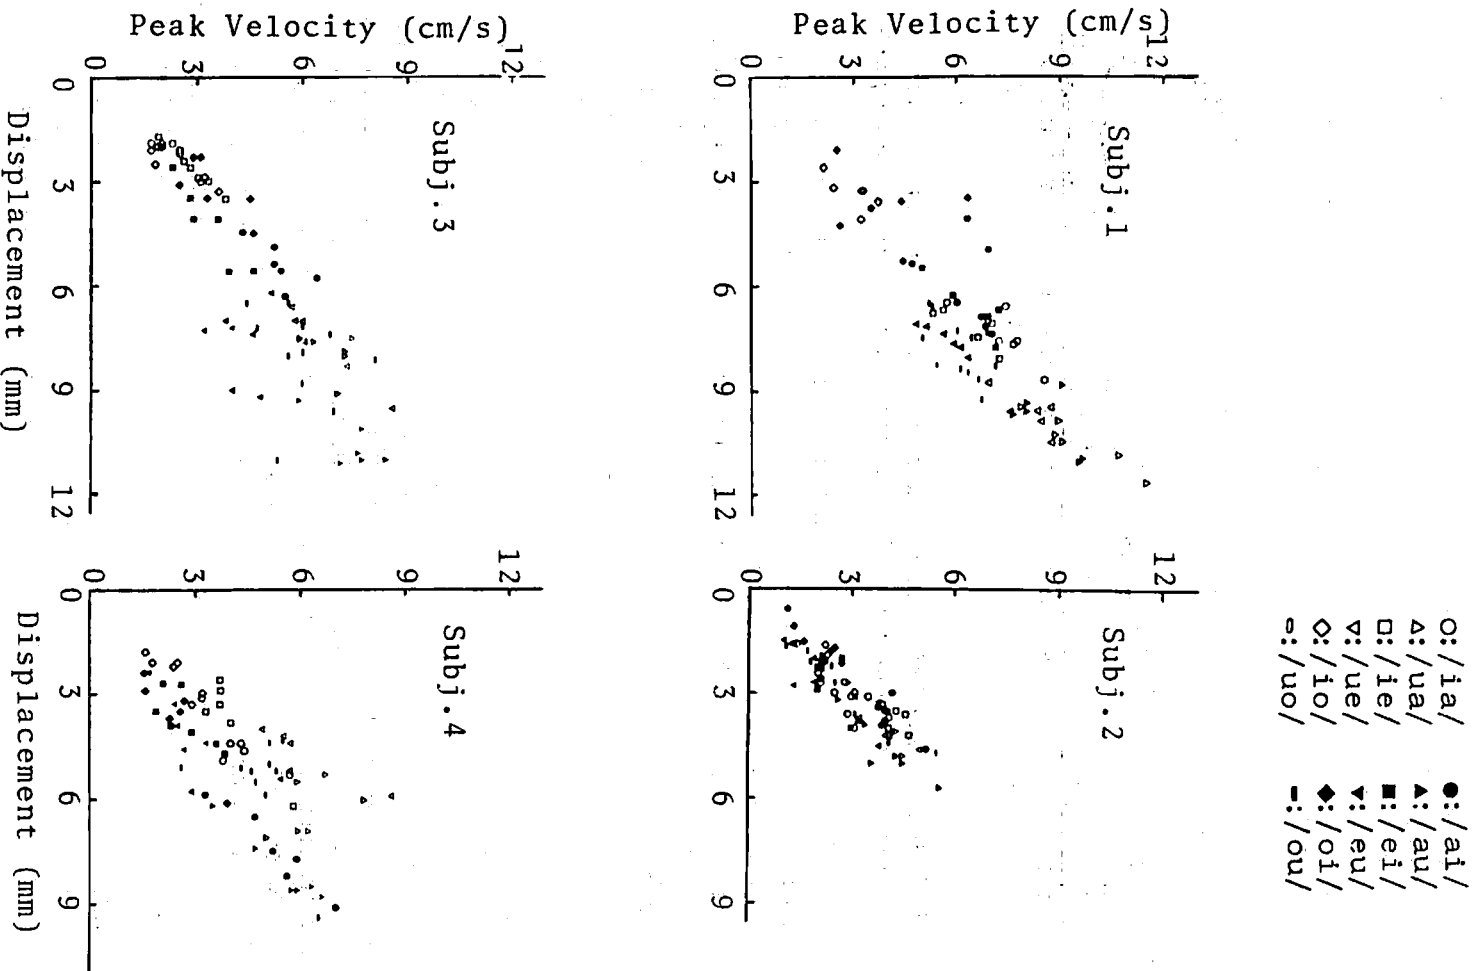 ○:/ia/ ●:/ai/
△:/ua/ ▲:/au/
□:/ie/ ■:/ei/
▽:/ue/ ▼:/eu/
◇:/io/ ◆:/oi/
▭:/uo/ ▬:/ou/
Peak Velocity (cm/s)
12
9
6
3
0
Subj.1
0 3 6 9 12
12
9
6
3
0
Subj.2
0 3 6 9
Peak Velocity (cm/s)
12
9
6
3
0
Subj.3
0 3 6 9 12
Displacement (mm)
12
9
6
3
0
Subj.4
0 3 6 9
Displacement (mm)